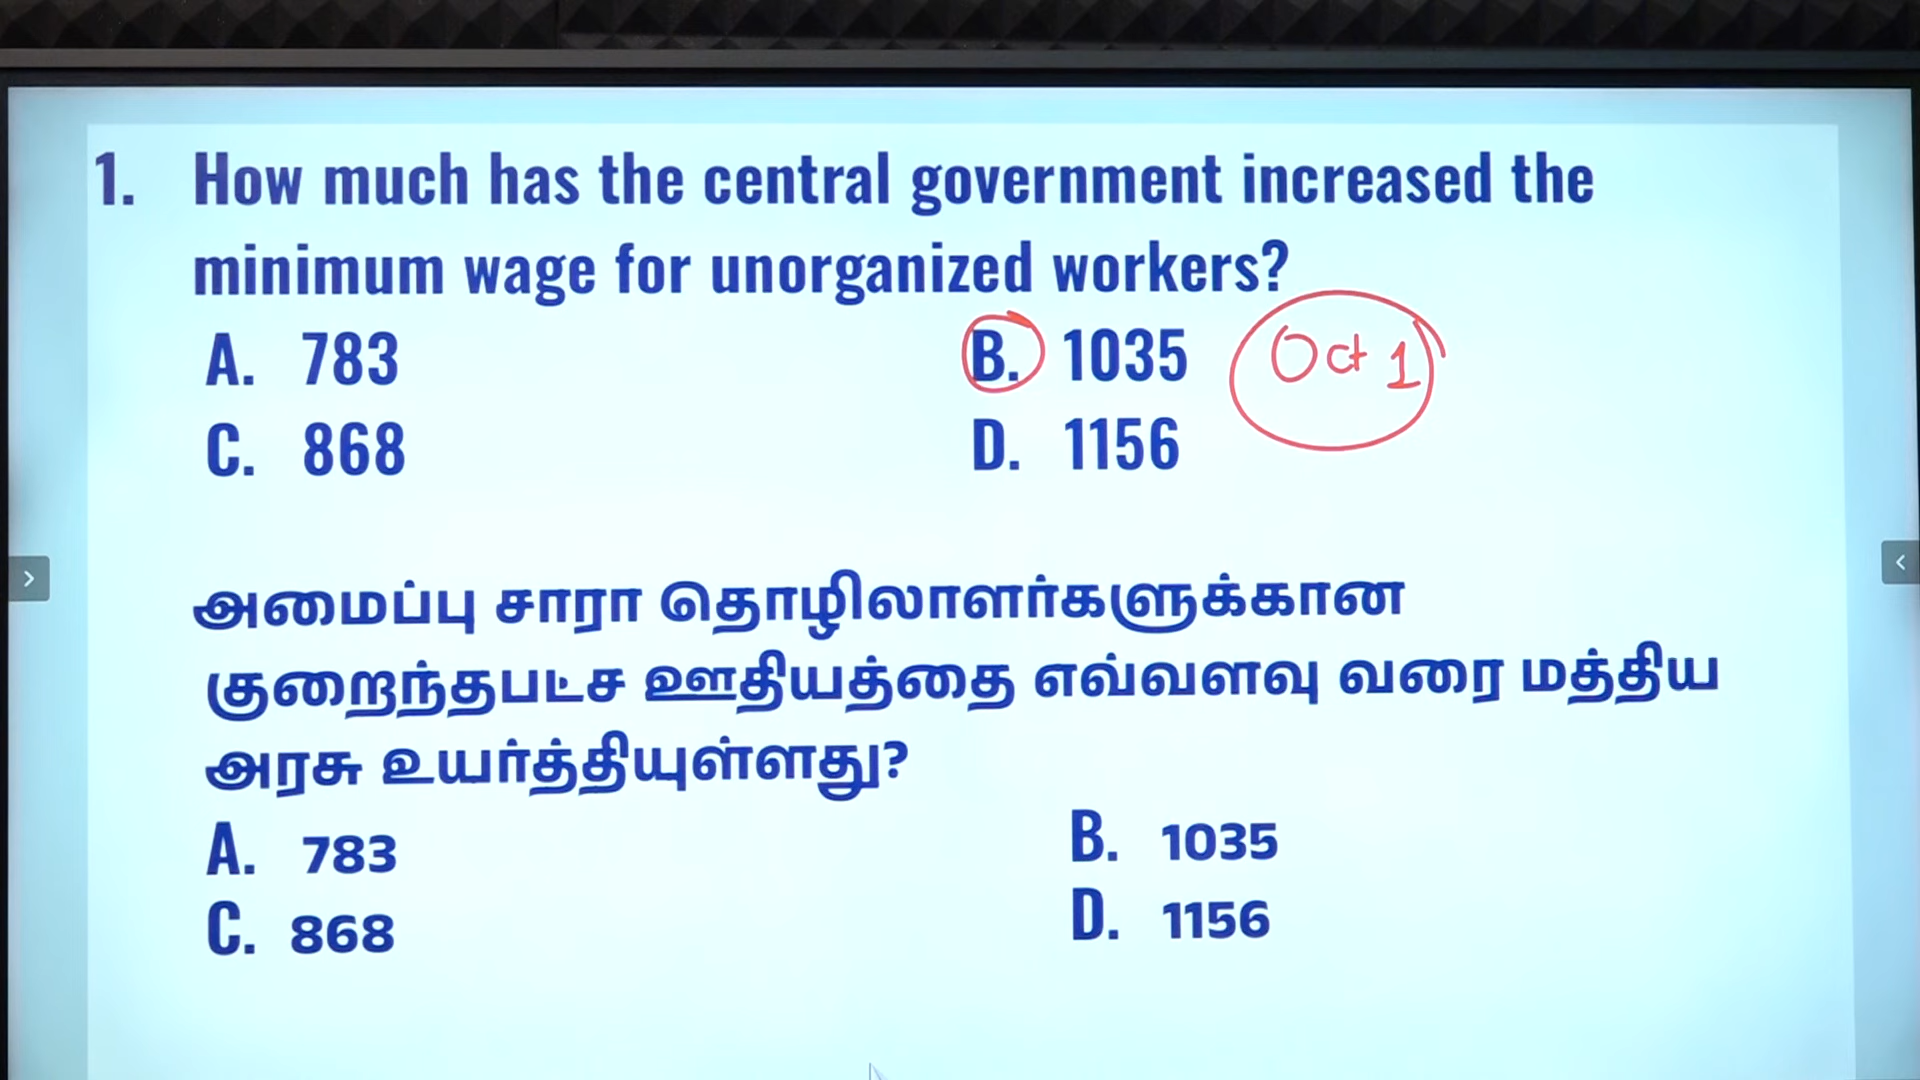 1. How much has the central government increased the
minimum wage for unorganized workers?
A. 783 B. 1035 Oct 1
C. 868 D. 1156
அமைப்பு சாரா தொழிலாளர்களுக்கான
குறைந்தபட்ச ஊதியத்தை எவ்வளவு வரை மத்திய
அரசு உயர்த்தியுள்ளது?
A. 783 B. 1035
C. 868 D. 1156